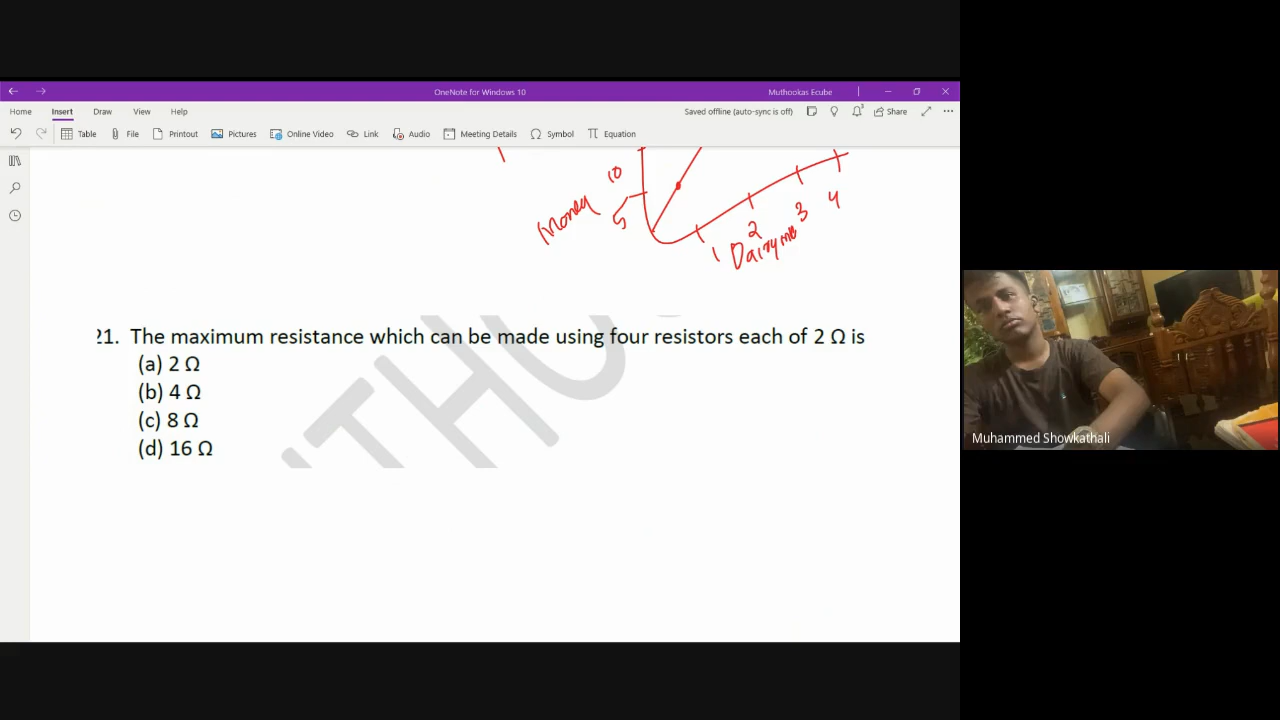 OneNote for Windows 10
Muthookas Ecube
Home Insert Draw View Help
Saved offline (auto-sync is off) Share
Table File Printout Pictures Online Video Link Audio Meeting Details Symbol Equation
10
5
Money
1 2 3 4
Dairyme
21. The maximum resistance which can be made using four resistors each of 2 Ω is
(a) 2 Ω
(b) 4 Ω
(c) 8 Ω
(d) 16 Ω
Muhammed Showkathali